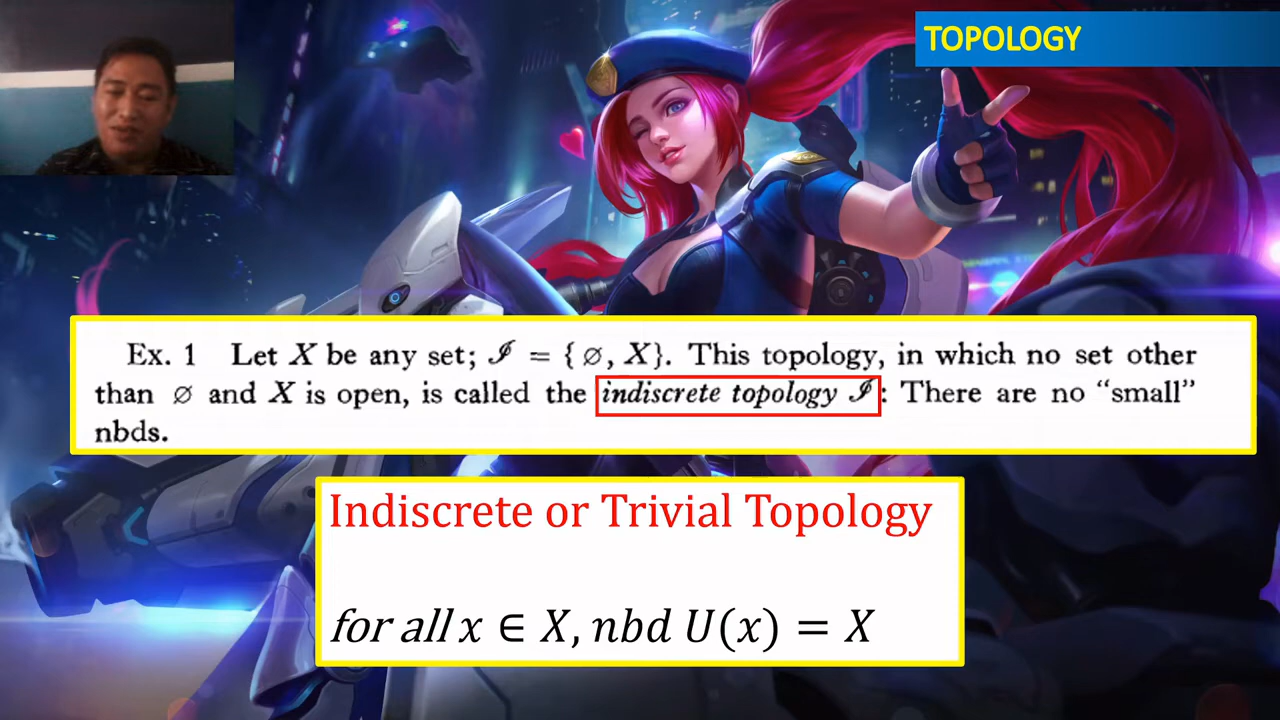 TOPOLOGY
Ex. 1 Let X be any set; 𝒥 = {∅, X}. This topology, in which no set other
than ∅ and X is open, is called the indiscrete topology 𝒥: There are no “small”
nbds.
Indiscrete or Trivial Topology
for all x ∈ X, nbd U(x) = X